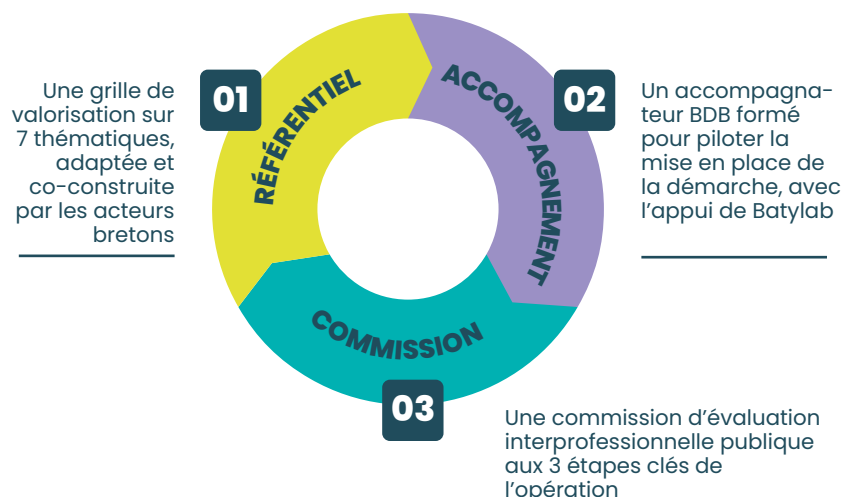 01
RÉFÉRENTIEL
Une grille de
valorisation sur
7 thématiques,
adaptée et
co-construite
par les acteurs
bretons
02
ACCOMPAGNEMENT
Un accompagna-
teur BDB formé
pour piloter la
mise en place de
la démarche, avec
l'appui de Batylab
COMMISSION
03
Une commission d'évaluation
interprofessionnelle publique
aux 3 étapes clés de
l'opération